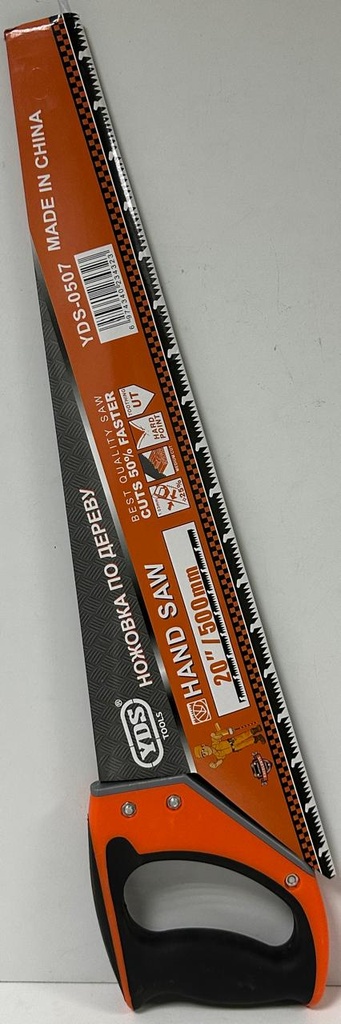 YDS
®
TOOLS
НОЖОВКА ПО ДЕРЕВУ
HAND SAW
20"/500mm
BEST QUALITY SAW
CUTS 50% FASTER
HARD
POINT
UT
YDS-0507
MADE IN CHINA